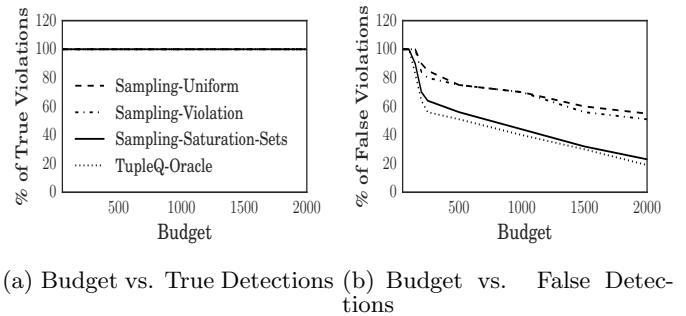 % of True Violations
120
100
80
60
40
20
0
Sampling-Uniform
Sampling-Violation
Sampling-Saturation-Sets
TupleQ-Oracle
500 1000 1500 2000
Budget
% of False Violations
120
100
80
60
40
20
0
500 1000 1500 2000
Budget
(a) Budget vs. True Detections
(b) Budget vs. False Detec-
tions